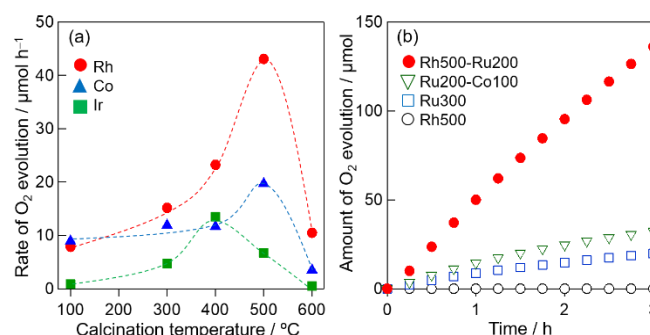 (a)
Rate of O2 evolution / μmol h−1
50
40
30
20
10
0
Rh
Co
Ir
100 200 300 400 500 600
Calcination temperature / ºC
(b)
Amount of O2 evolution / μmol
150
100
50
0
Rh500-Ru200
Ru200-Co100
Ru300
Rh500
0 1 2 3
Time / h